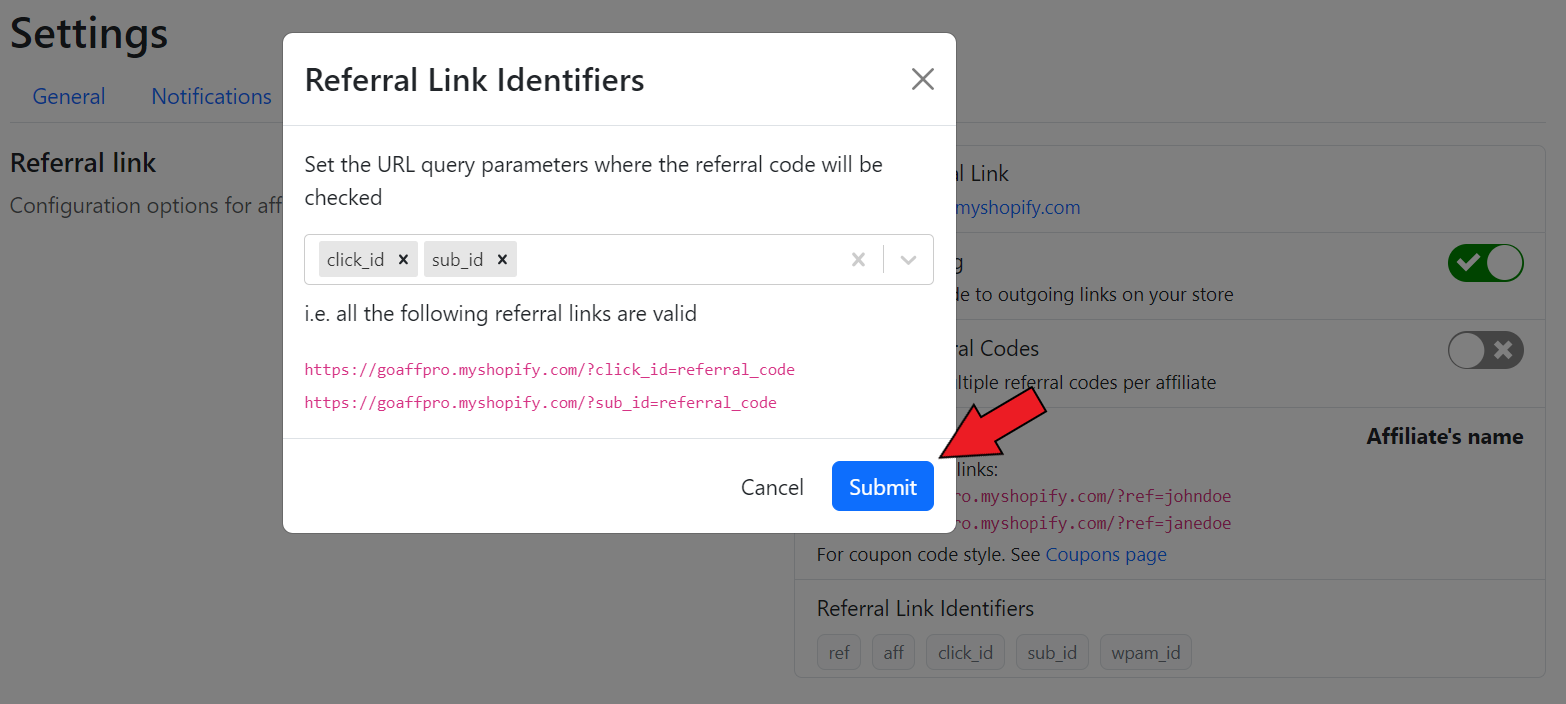 Settings
General
Notifications
Referral link
Configuration options for aff
Referral Link Identifiers
Set the URL query parameters where the referral code will be
checked
click_id
sub_id
i.e. all the following referral links are valid
https://goaffpro.myshopify.com/?click_id=referral_code
https://goaffpro.myshopify.com/?sub_id=referral_code
Cancel
Submit
al Link
myshopify.com
g
de to outgoing links on your store
ral Codes
ltiple referral codes per affiliate
Affiliate's name
links:
ro.myshopify.com/?ref=johndoe
ro.myshopify.com/?ref=janedoe
For coupon code style. See Coupons page
Referral Link Identifiers
ref
aff
click_id
sub_id
wpam_id